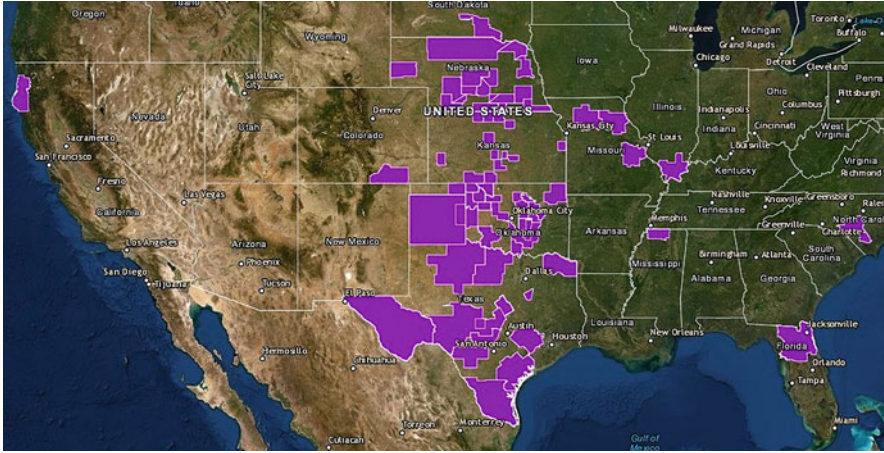 South Dakota
Oregon
Idaho
Wyoming
Milwaukee
Michigan
Toronto
Lake O
Grand Rapids
Buffalo
Detroit
Chicago
Cleveland
Iowa
Nebraska
Salt Lake
City
Penns
Pittsburgh
Ohio
Nevada
Illinois
Indianapolis
Columbus
Denver
UNITED STATES
Utah
Indiana
Cincinnati
West
Virginia
Colorado
Kansas City
Sacramento
St Louis
Kansas
Missouri
Louisville
Virginia
San Francisco
Kentucky
Richmond
Fresno
Las Vegas
Nashville
Greensboro
California
Knoxville
Tennessee
Ralei
Oklahoma City
Memphis
Greenville
North Carol
Charlotte
Los Angeles
Arizona
New Mexico
Oklahoma
Arkansas
South
Carolina
Phoenix
Birmingham
Atlanta
San Diego
Mississippi
Alabama
Georgia
Tijuana
Tucson
Dallas
El Paso
Texas
Louisiana
Jacksonville
Austin
Houston
New Orleans
San Antonio
Florida
Hermosillo
Chihuahua
Orlando
Tampa
Torreon
Monterrey
Miami
Culiacan
Gulf of
Mexico